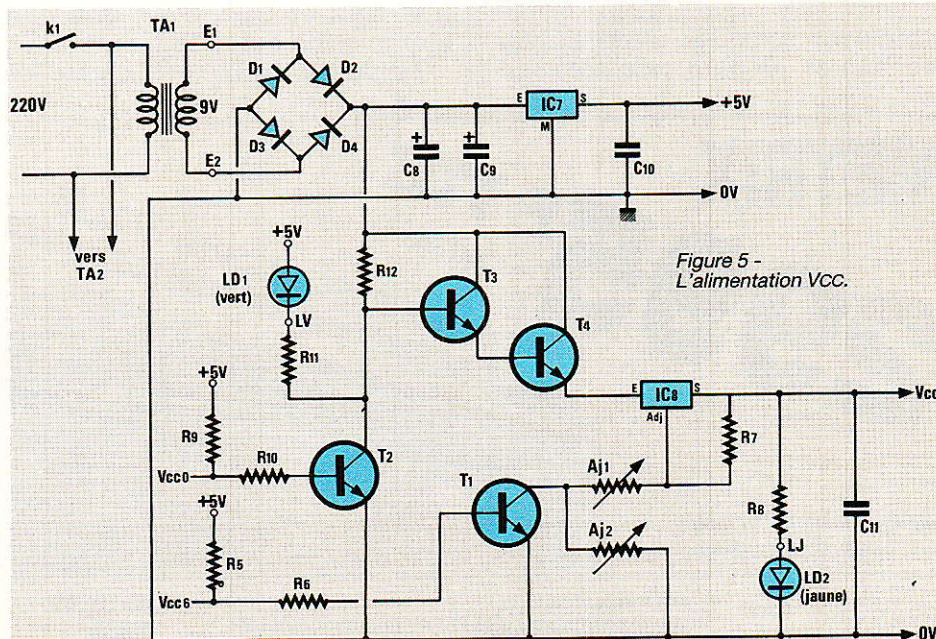 k1
TA1
E1
D1
D2
220V
9V
D3
D4
E2
E
IC7
S
M
+5V
C8
C9
C10
0V
vers
TA2
+5V
LD1
(vert)
LV
R11
R12
T3
T4
Figure 5 -
L'alimentation VCC.
+5V
R9
Vcc0
R10
T2
E
IC8
S
Adj
Vcc
R7
+5V
R5
Vcc6
R6
T1
Aj1
Aj2
R8
LJ
LD2
(jaune)
C11
0V